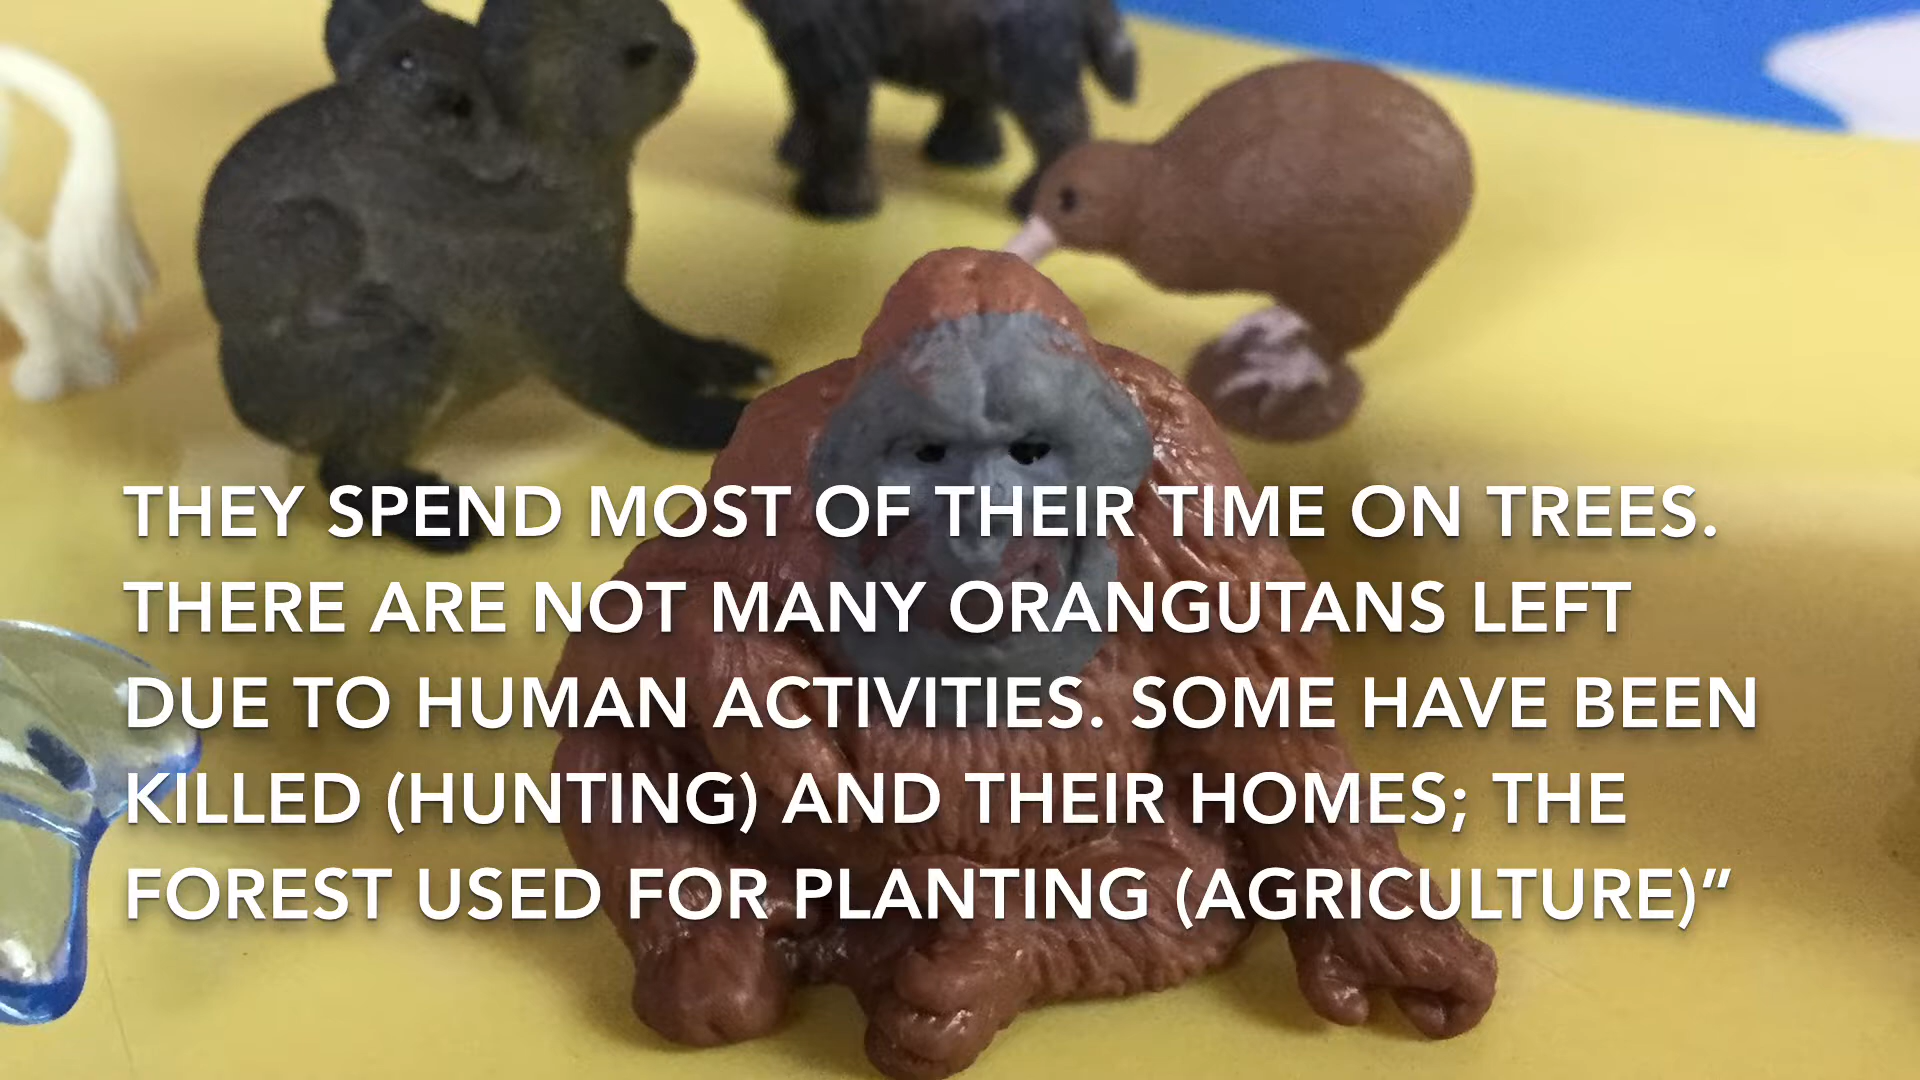 THEY SPEND MOST OF THEIR TIME ON TREES.
THERE ARE NOT MANY ORANGUTANS LEFT
DUE TO HUMAN ACTIVITIES. SOME HAVE BEEN
KILLED (HUNTING) AND THEIR HOMES; THE
FOREST USED FOR PLANTING (AGRICULTURE)”